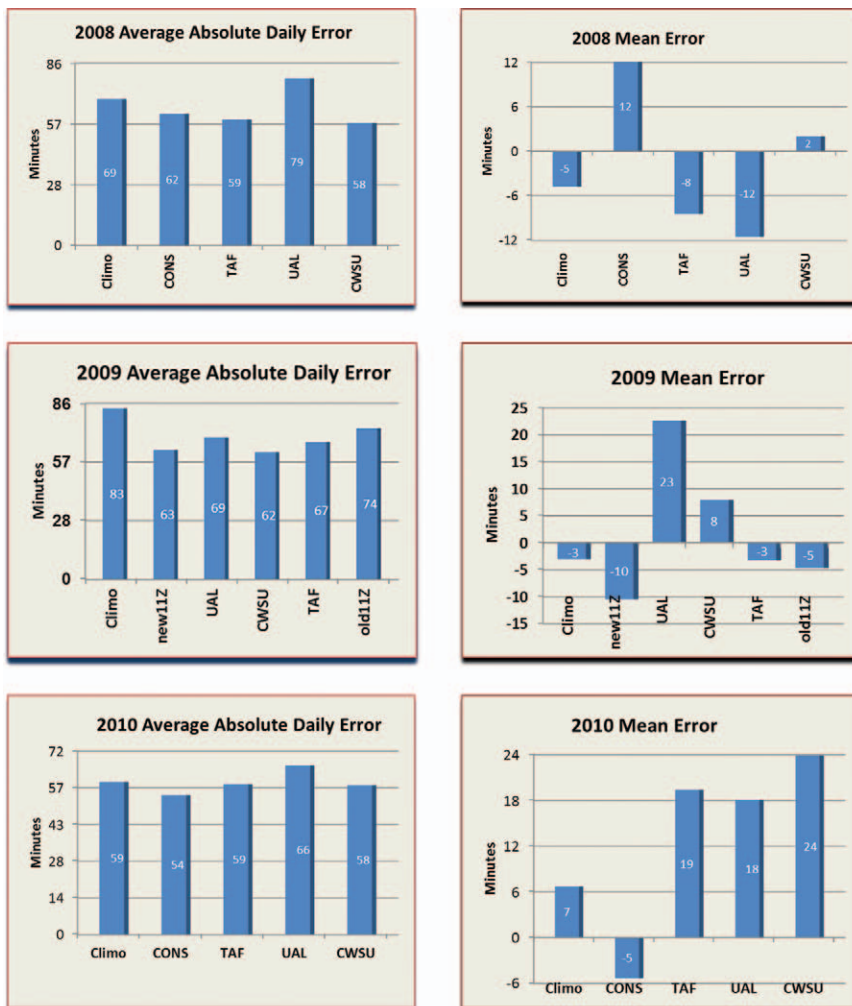 2008 Average Absolute Daily Error
86
57
28
0
Minutes
69
62
59
79
58
Climo
CONS
TAF
UAL
CWSU
2008 Mean Error
12
6
0
-6
-12
Minutes
-5
12
-8
-12
2
Climo
CONS
TAF
UAL
CWSU
2009 Average Absolute Daily Error
86
57
28
0
Minutes
83
63
69
62
67
74
Climo
new11Z
UAL
CWSU
TAF
old11Z
2009 Mean Error
25
20
15
10
5
0
-5
-10
-15
Minutes
-3
-10
23
8
-3
-5
Climo
new11Z
UAL
CWSU
TAF
old11Z
2010 Average Absolute Daily Error
72
57
43
28
14
0
Minutes
59
54
59
66
58
Climo CONS TAF UAL CWSU
2010 Mean Error
24
18
12
6
0
-6
Minutes
7
-5
19
18
24
Climo CONS TAF UAL CWSU